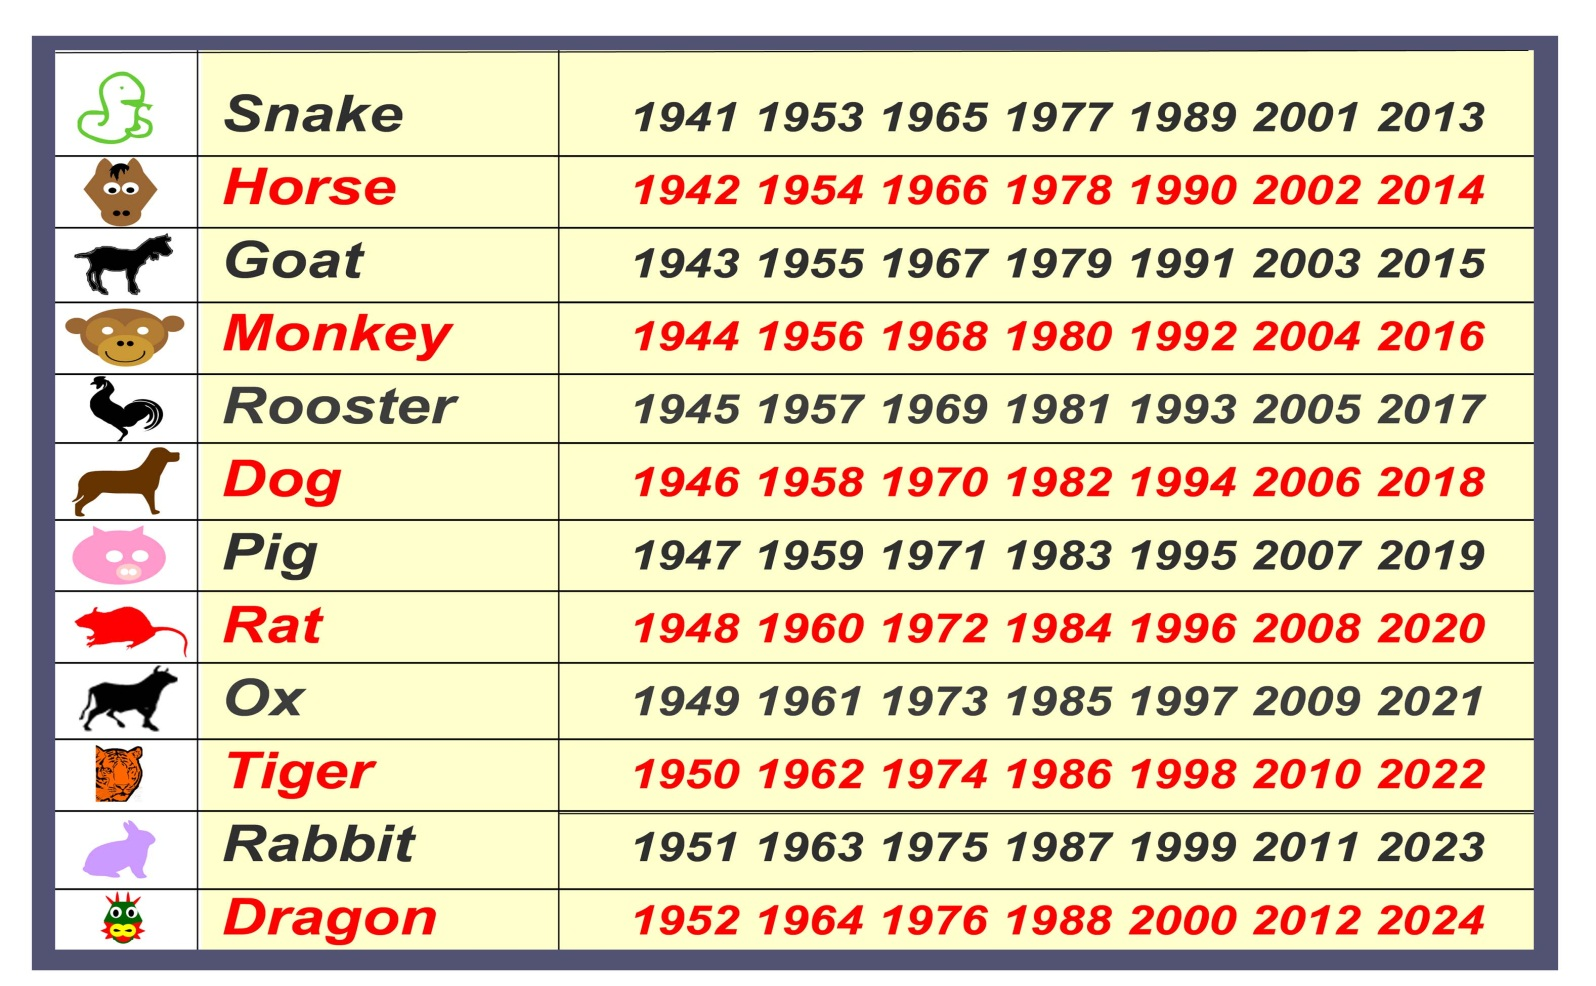 Snake 1941 1953 1965 1977 1989 2001 2013
Horse 1942 1954 1966 1978 1990 2002 2014
Goat 1943 1955 1967 1979 1991 2003 2015
Monkey 1944 1956 1968 1980 1992 2004 2016
Rooster 1945 1957 1969 1981 1993 2005 2017
Dog 1946 1958 1970 1982 1994 2006 2018
Pig 1947 1959 1971 1983 1995 2007 2019
Rat 1948 1960 1972 1984 1996 2008 2020
Ox 1949 1961 1973 1985 1997 2009 2021
Tiger 1950 1962 1974 1986 1998 2010 2022
Rabbit 1951 1963 1975 1987 1999 2011 2023
Dragon 1952 1964 1976 1988 2000 2012 2024